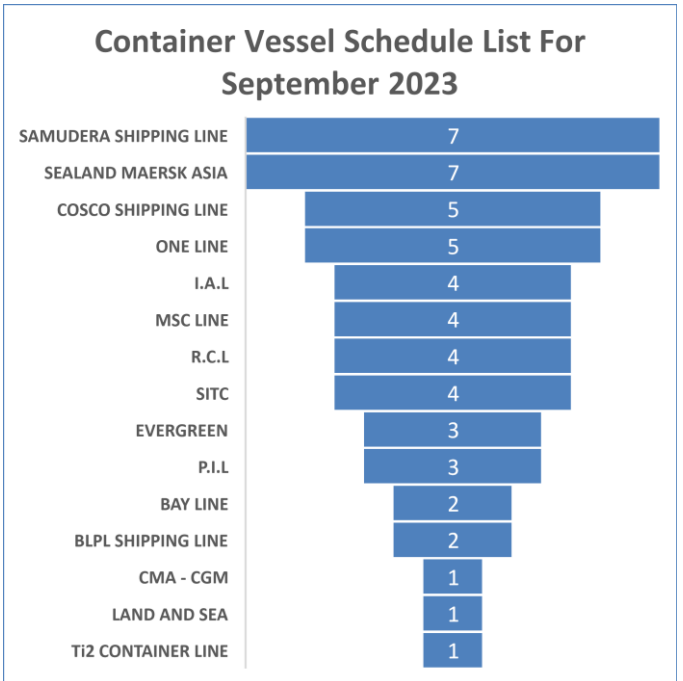 Container Vessel Schedule List For
September 2023
SAMUDERA SHIPPING LINE 7
SEALAND MAERSK ASIA 7
COSCO SHIPPING LINE 5
ONE LINE 5
I.A.L 4
MSC LINE 4
R.C.L 4
SITC 4
EVERGREEN 3
P.I.L 3
BAY LINE 2
BLPL SHIPPING LINE 2
CMA - CGM 1
LAND AND SEA 1
Ti2 CONTAINER LINE 1